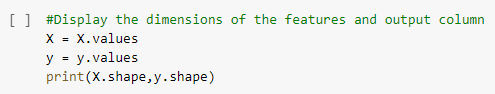 [ ] #Display the dimensions of the features and output column
X = X.values
y = y.values
print(X.shape,y.shape)